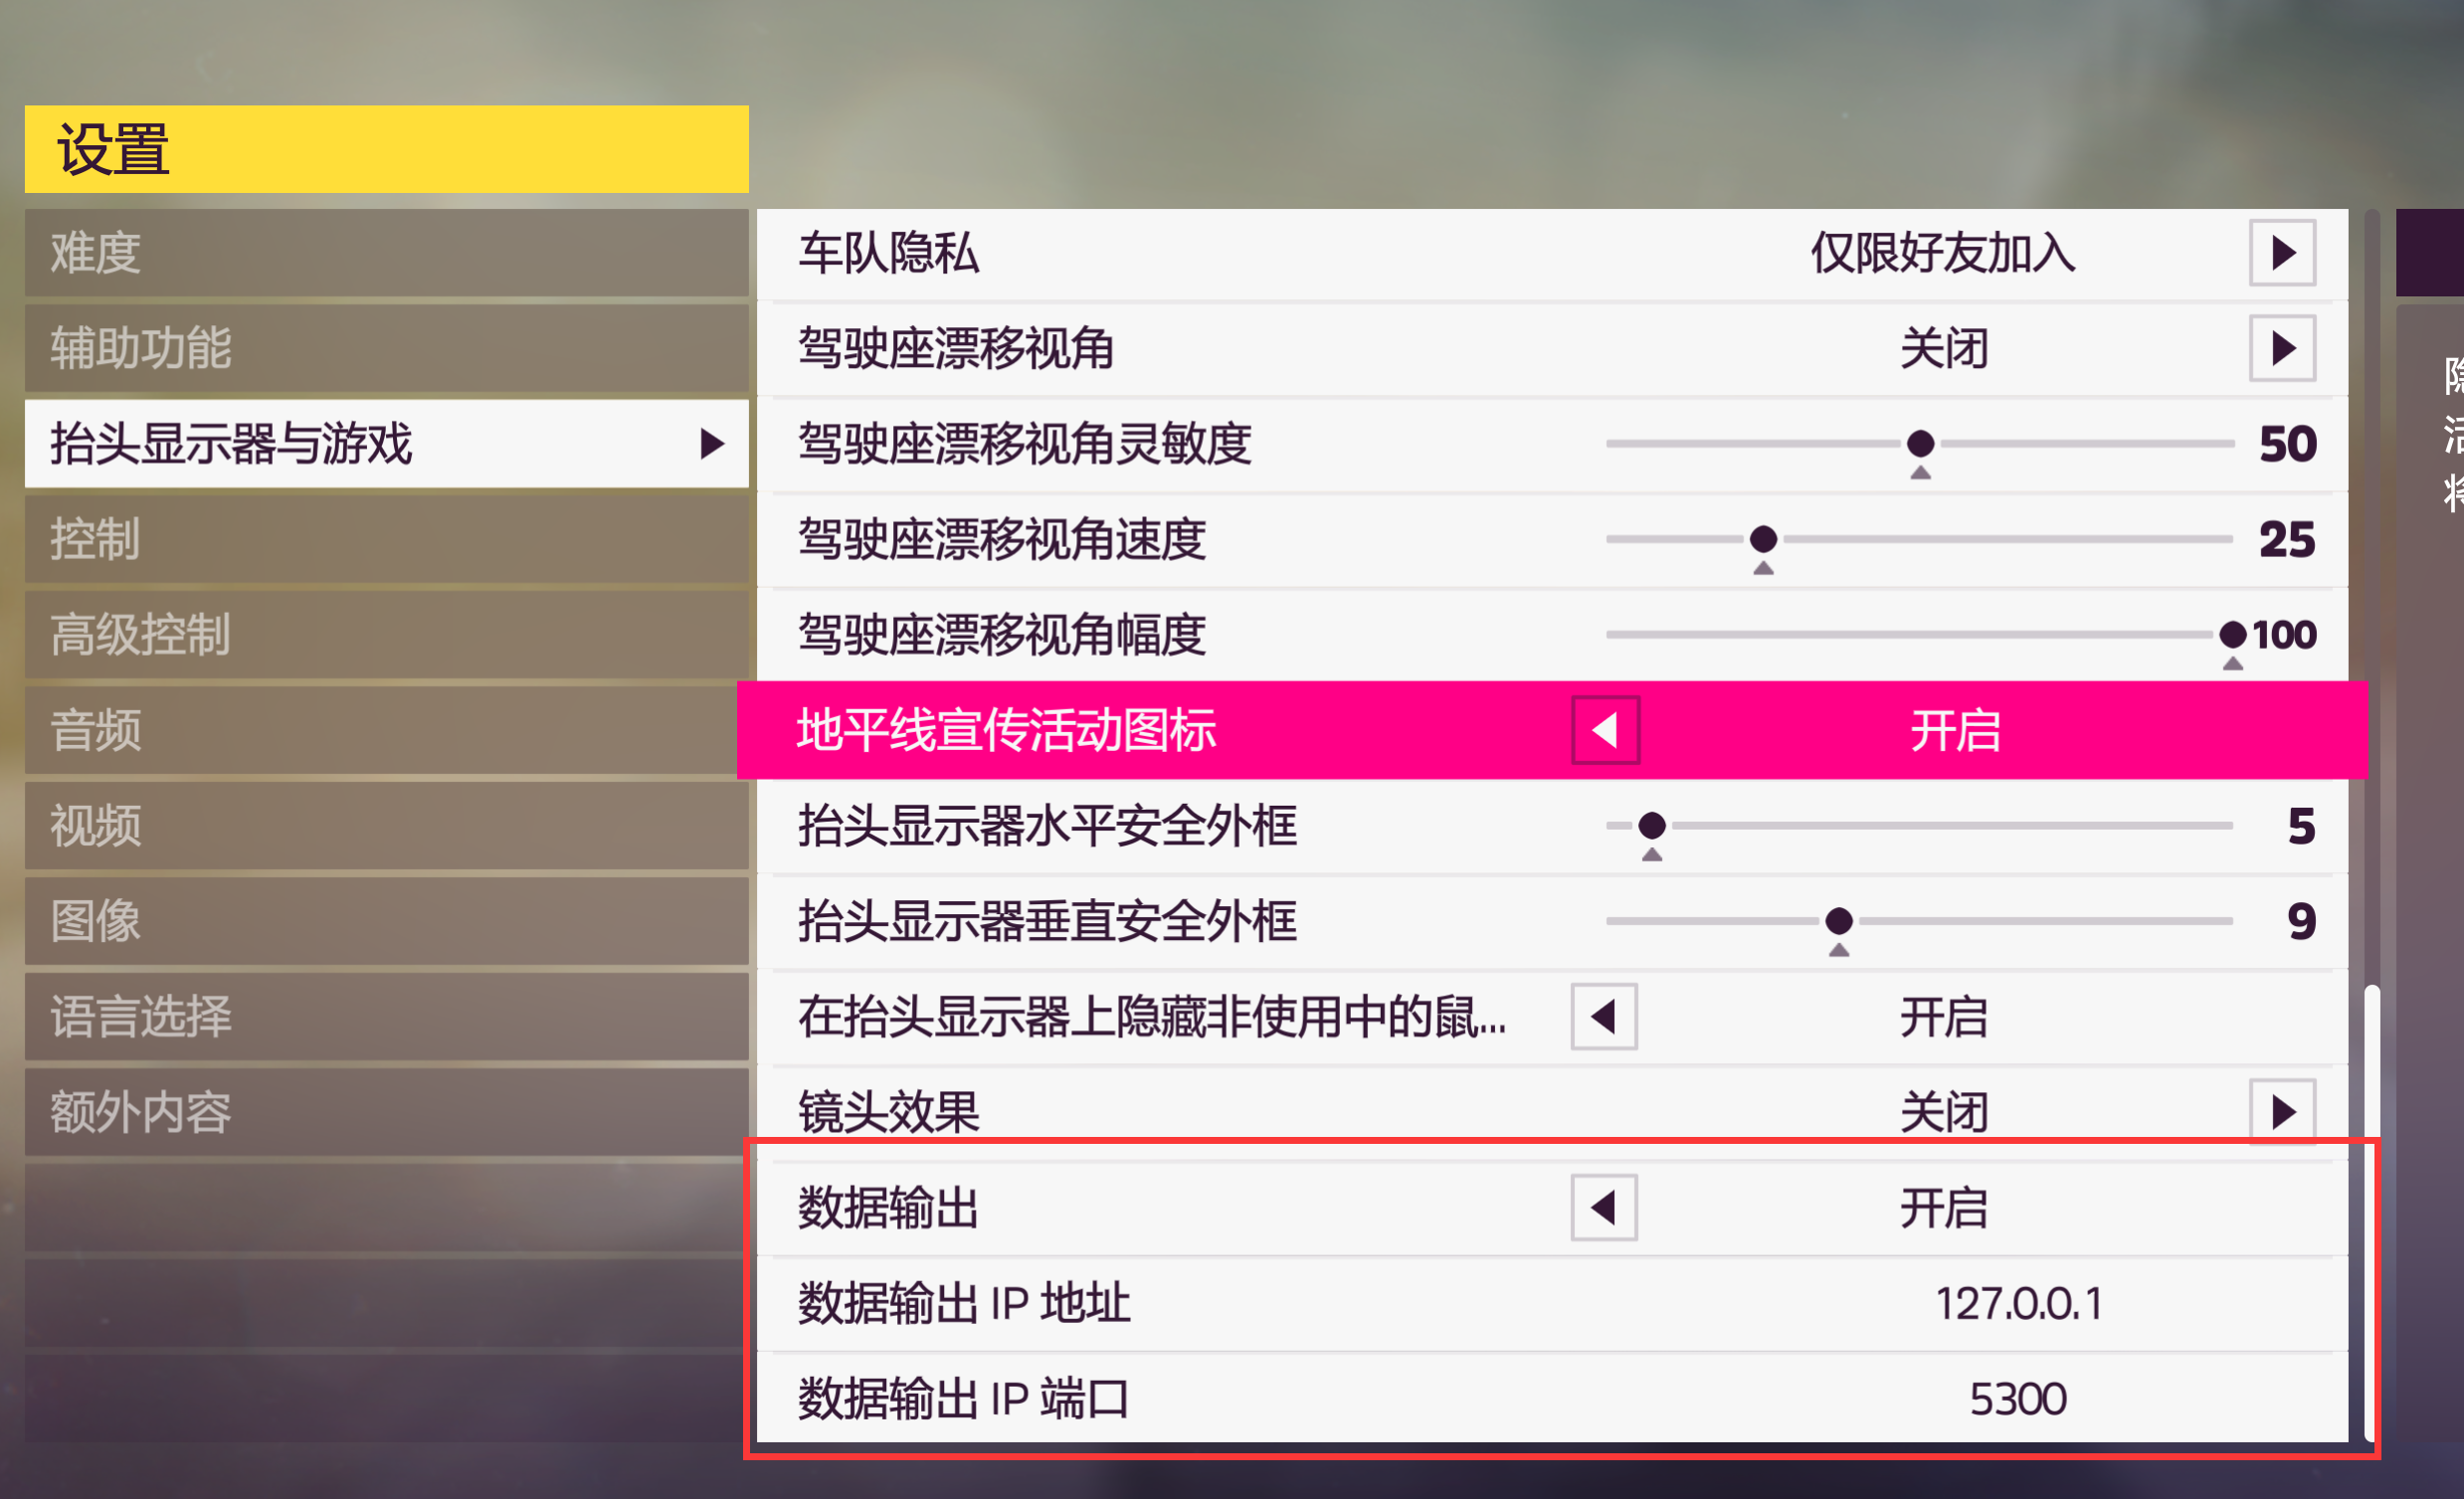 设置
难度
辅助功能
抬头显示器与游戏
控制
高级控制
音频
视频
图像
语言选择
额外内容
车队隐私 仅限好友加入
驾驶座漂移视角 关闭
驾驶座漂移视角灵敏度 50
驾驶座漂移视角速度 25
驾驶座漂移视角幅度 100
地平线宣传活动图标 开启
抬头显示器水平安全外框 5
抬头显示器垂直安全外框 9
在抬头显示器上隐藏非使用中的鼠... 开启
镜头效果 关闭
数据输出 开启
数据输出 IP 地址 127.0.0.1
数据输出 IP 端口 5300